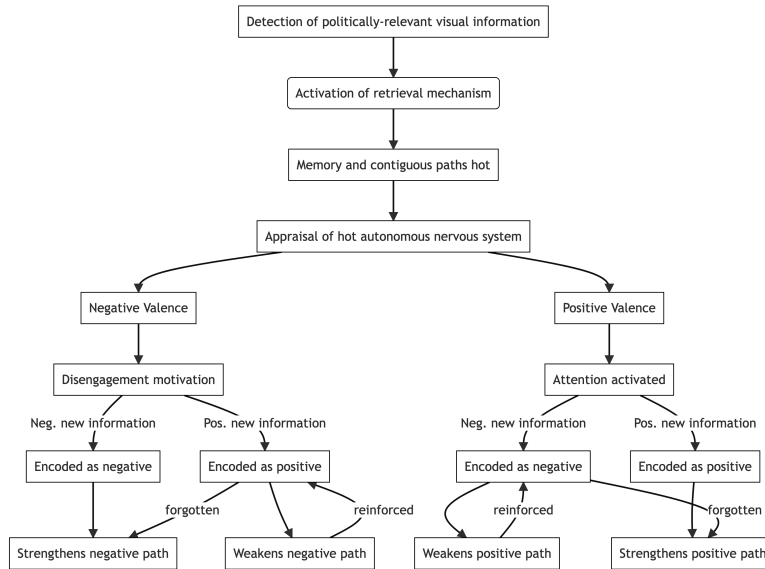 Detection of politically-relevant visual information
Activation of retrieval mechanism
Memory and contiguous paths hot
Appraisal of hot autonomous nervous system
Negative Valence
Positive Valence
Disengagement motivation
Attention activated
Neg. new information
Pos. new information
Neg. new information
Pos. new information
Encoded as negative
Encoded as positive
Encoded as negative
Encoded as positive
forgotten
reinforced
reinforced
forgotten
Strengthens negative path
Weakens negative path
Weakens positive path
Strengthens positive path